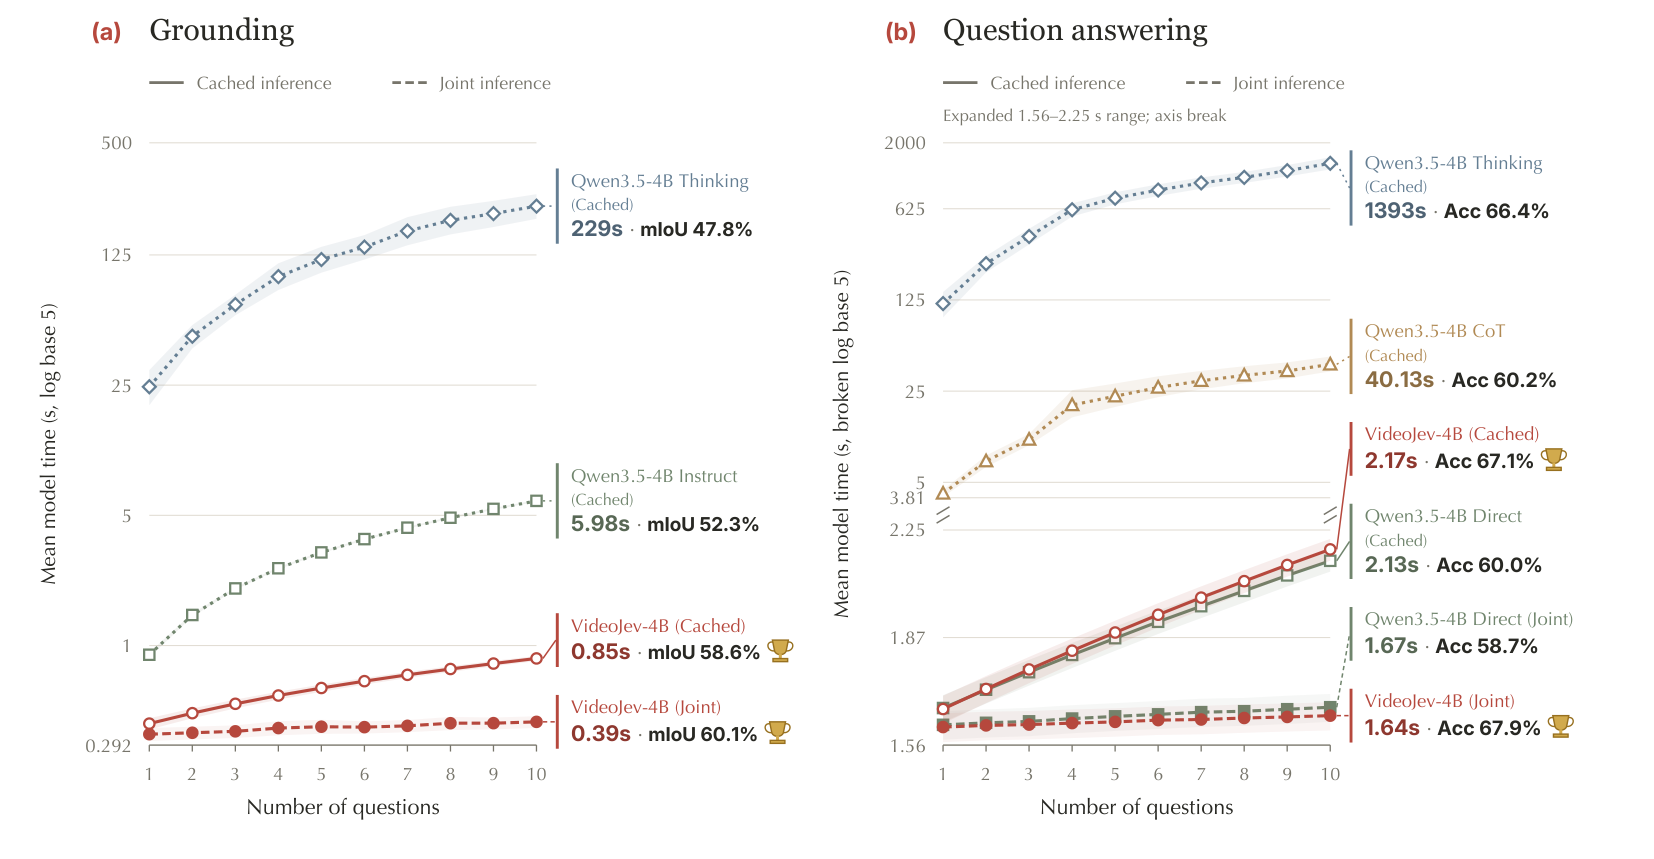 (a) Grounding
Cached inference
Joint inference
500
125
25
5
1
0.292
Mean model time (s, log base 5)
Qwen3.5-4B Thinking
(Cached)
229s · mIoU 47.8%
Qwen3.5-4B Instruct
(Cached)
5.98s · mIoU 52.3%
VideoJev-4B (Cached)
0.85s · mIoU 58.6%
VideoJev-4B (Joint)
0.39s · mIoU 60.1%
1 2 3 4 5 6 7 8 9 10
Number of questions
(b) Question answering
Cached inference
Joint inference
Expanded 1.56–2.25 s range; axis break
2000
625
125
25
5
3.81
2.25
1.87
1.56
Mean model time (s, broken log base 5)
Qwen3.5-4B Thinking
(Cached)
1393s · Acc 66.4%
Qwen3.5-4B CoT
(Cached)
40.13s · Acc 60.2%
VideoJev-4B (Cached)
2.17s · Acc 67.1%
Qwen3.5-4B Direct
(Cached)
2.13s · Acc 60.0%
Qwen3.5-4B Direct (Joint)
1.67s · Acc 58.7%
VideoJev-4B (Joint)
1.64s · Acc 67.9%
1 2 3 4 5 6 7 8 9 10
Number of questions